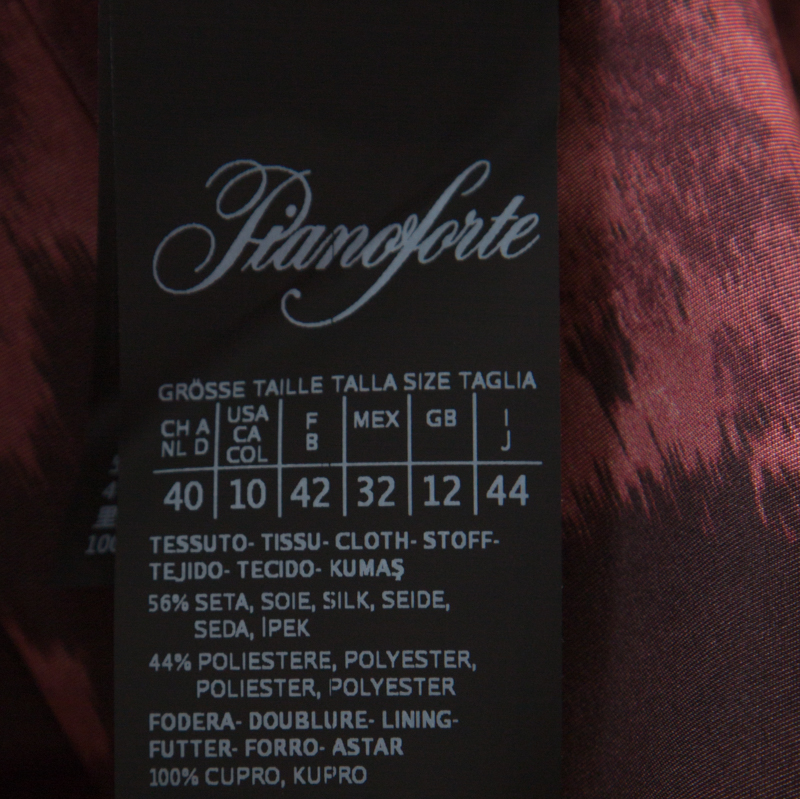 Pianoforte
GRÖSSE TAILLE TALLA SIZE TAGLIA
CH A NL D | USA CA COL | F B | MEX | GB | I J
40 | 10 | 42 | 32 | 12 | 44
TESSUTO- TISSU- CLOTH- STOFF-
TEJIDO- TECIDO- KUMAŞ
56% SETA, SOIE, SILK, SEIDE,
SEDA, İPEK
44% POLIESTERE, POLYESTER,
POLIESTER, POLYESTER
FODERA- DOUBLURE- LINING-
FUTTER- FORRO- ASTAR
100% CUPRO, KUPRO